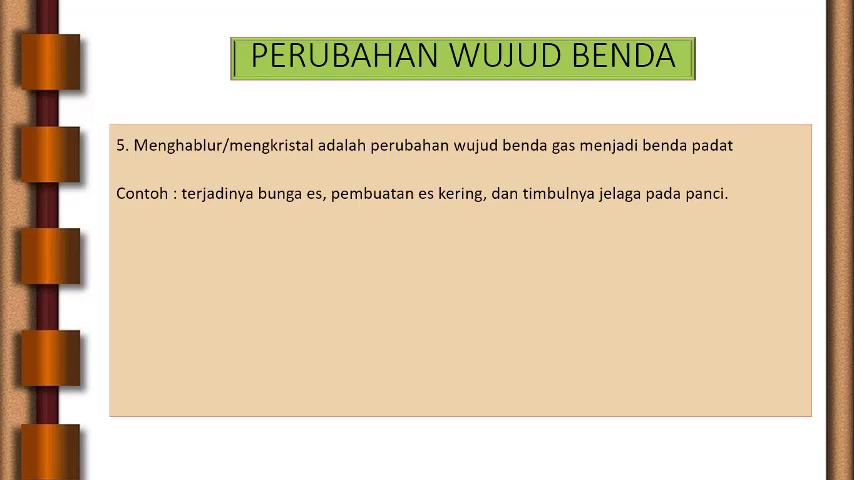 PERUBAHAN WUJUD BENDA
5. Menghablur/mengkristal adalah perubahan wujud benda gas menjadi benda padat
Contoh : terjadinya bunga es, pembuatan es kering, dan timbulnya jelaga pada panci.